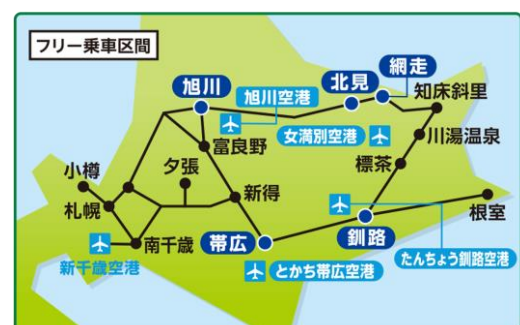 フリー乗車区間
旭川
北見
網走
旭川空港
知床斜里
女満別空港
富良野
川湯温泉
夕張
標茶
小樽
新得
札幌
根室
南千歳
帯広
釧路
新千歳空港
とかち帯広空港
たんちょう釧路空港